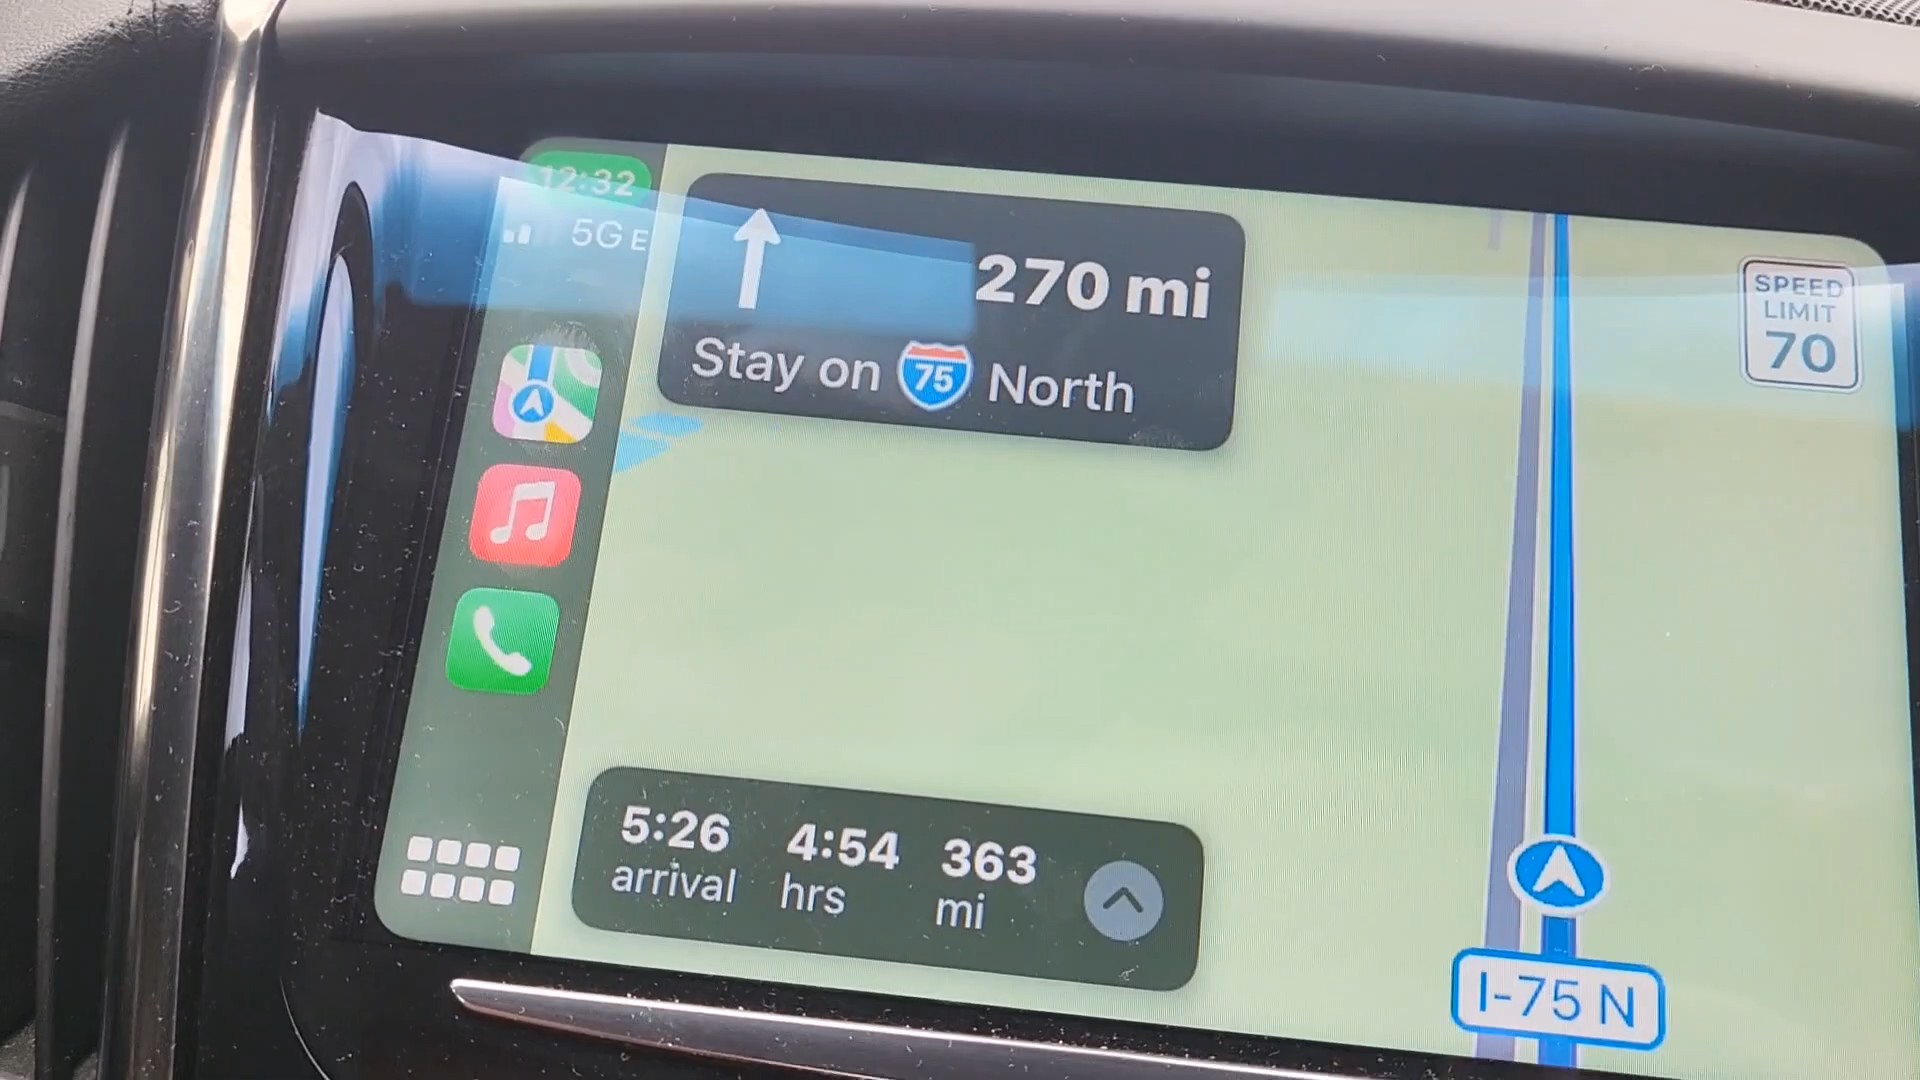 12:32
5G E
270 mi
Stay on 75 North
SPEED
LIMIT
70
5:26 4:54 363
arrival hrs mi
I-75 N